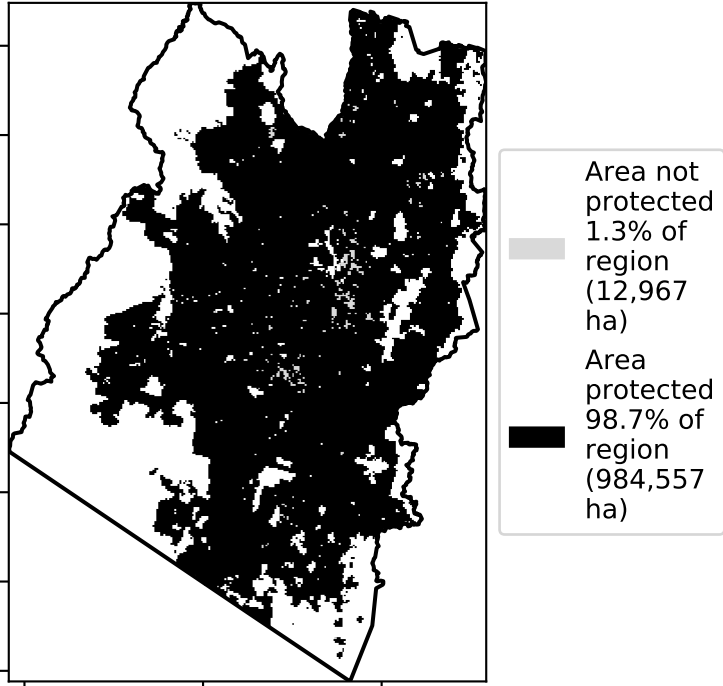 Area not
protected
1.3% of
region
(12,967
ha)
Area
protected
98.7% of
region
(984,557
ha)